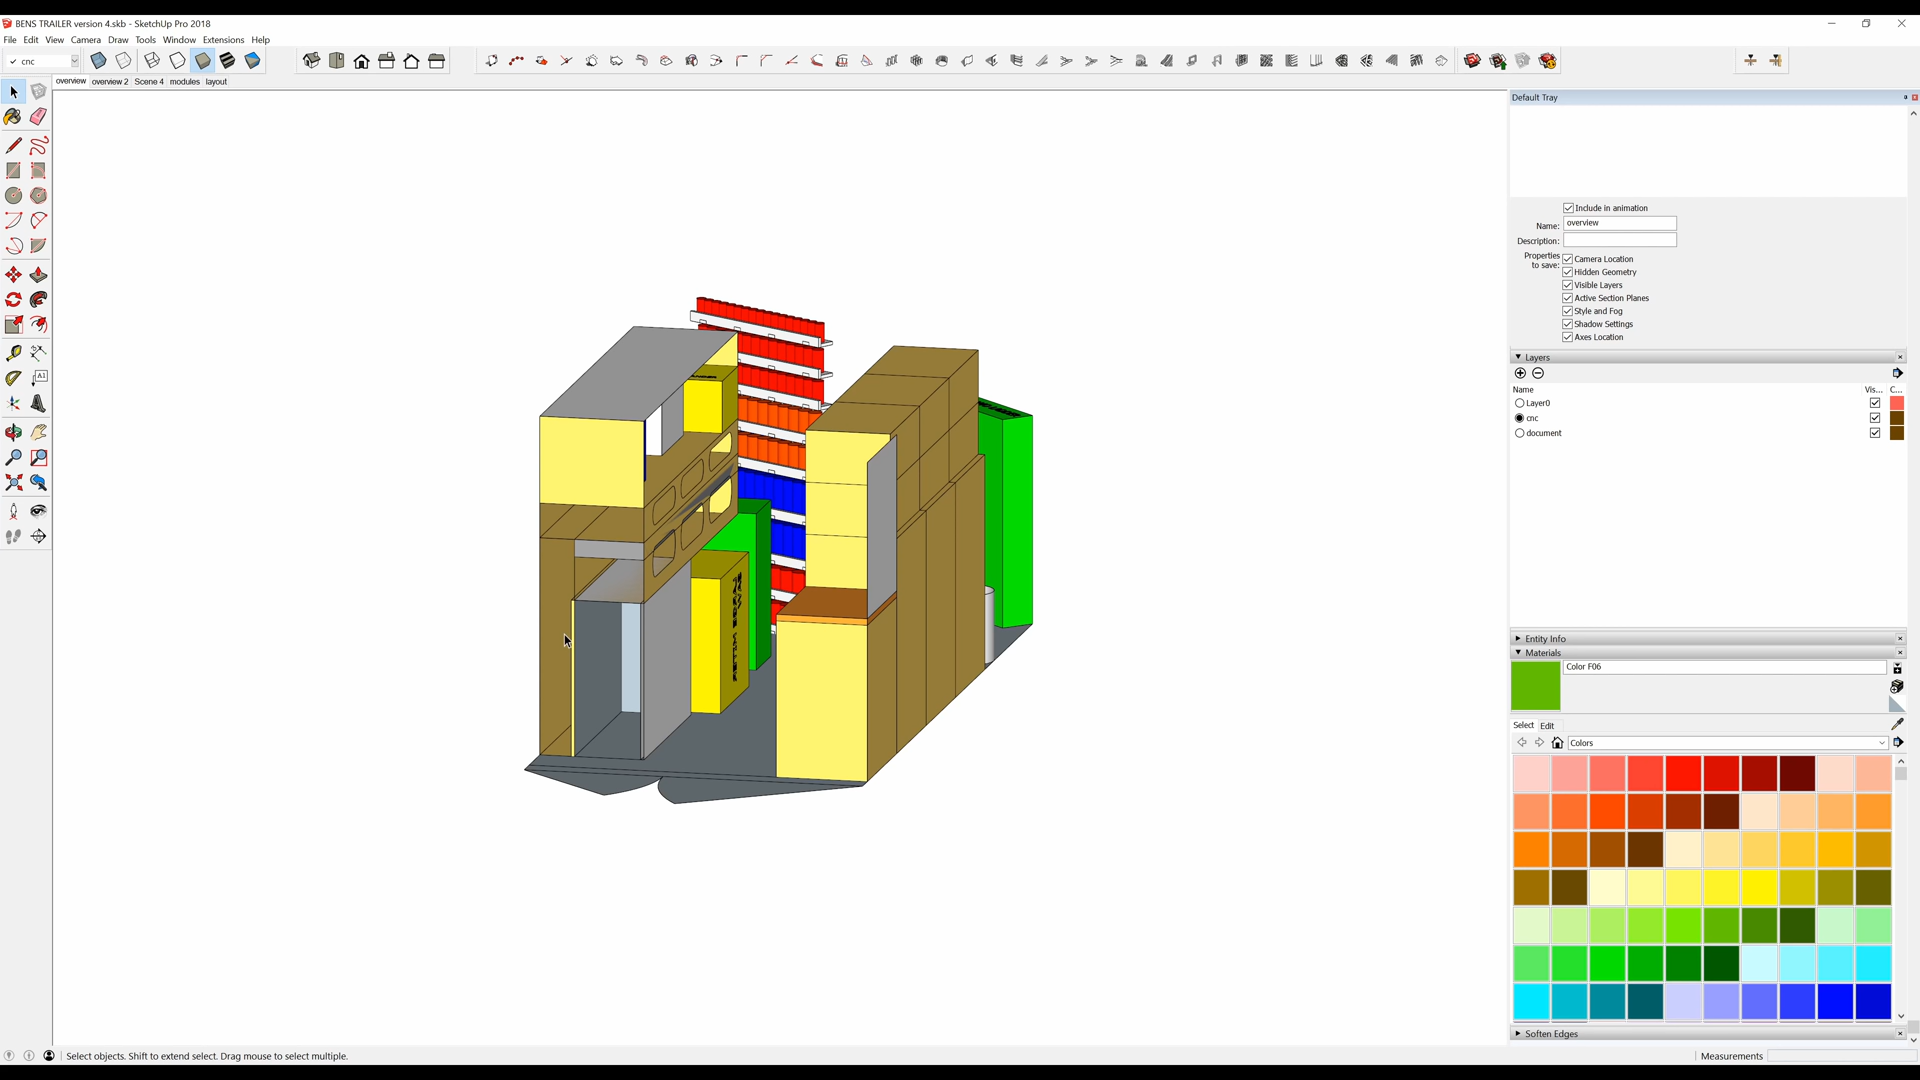 BENS TRAILER version 4.skb - SketchUp Pro 2018
File Edit View Camera Draw Tools Window Extensions Help
cnc
overview overview 2 Scene 4 modules layout
Default Tray
Include in animation
Name: overview
Description:
Properties to save:
Camera Location
Hidden Geometry
Visible Layers
Active Section Planes
Style and Fog
Shadow Settings
Axes Location
Layers
Name Vis... C...
Layer0
cnc
document
Entity Info
Materials
Color F06
Select Edit
Colors
Soften Edges
Select objects. Shift to extend select. Drag mouse to select multiple.
Measurements